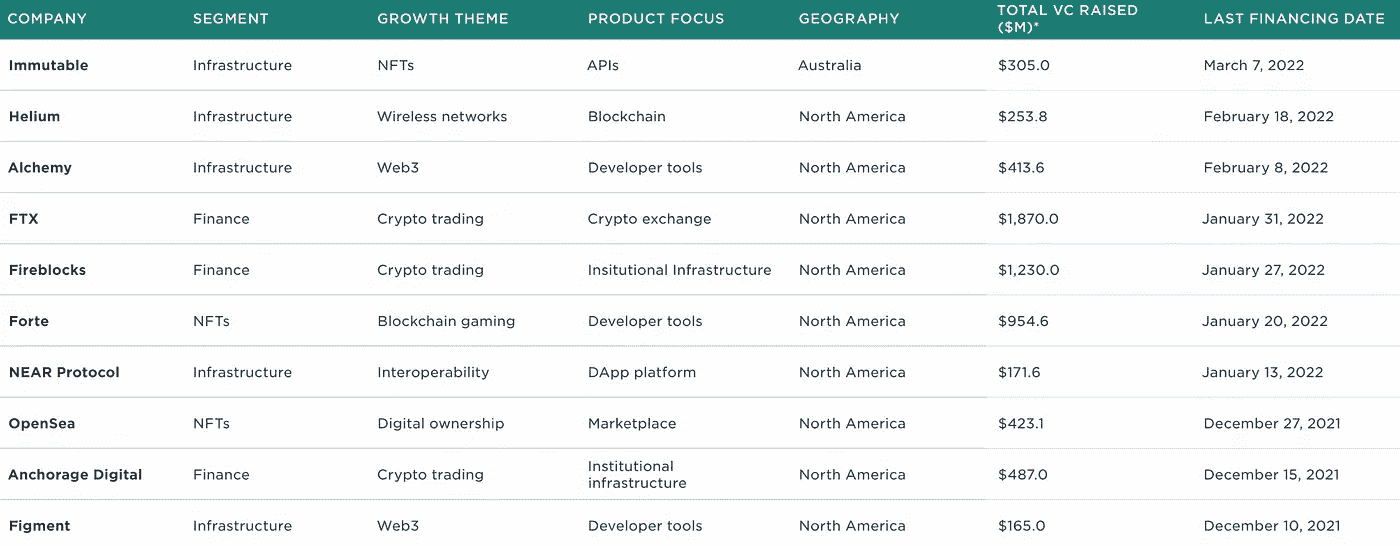 COMPANY SEGMENT GROWTH THEME PRODUCT FOCUS GEOGRAPHY TOTAL VC RAISED ($M)* LAST FINANCING DATE
Immutable Infrastructure NFTs APIs Australia $305.0 March 7, 2022
Helium Infrastructure Wireless networks Blockchain North America $253.8 February 18, 2022
Alchemy Infrastructure Web3 Developer tools North America $413.6 February 8, 2022
FTX Finance Crypto trading Crypto exchange North America $1,870.0 January 31, 2022
Fireblocks Finance Crypto trading Insitutional Infrastructure North America $1,230.0 January 27, 2022
Forte NFTs Blockchain gaming Developer tools North America $954.6 January 20, 2022
NEAR Protocol Infrastructure Interoperability DApp platform North America $171.6 January 13, 2022
OpenSea NFTs Digital ownership Marketplace North America $423.1 December 27, 2021
Anchorage Digital Finance Crypto trading Institutional infrastructure North America $487.0 December 15, 2021
Figment Infrastructure Web3 Developer tools North America $165.0 December 10, 2021